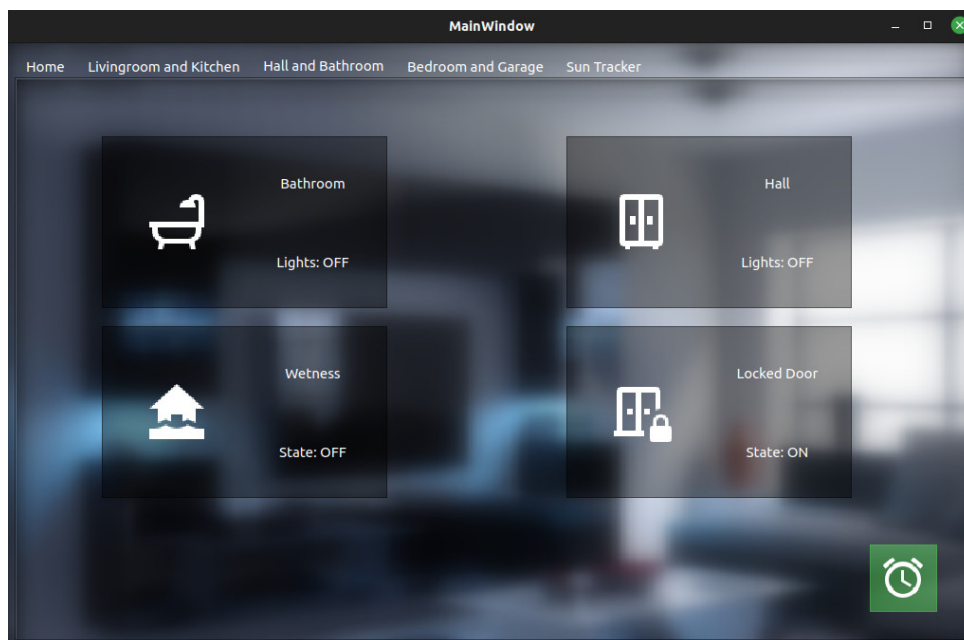 MainWindow
Home
Livingroom and Kitchen
Hall and Bathroom
Bedroom and Garage
Sun Tracker
Bathroom
Lights: OFF
Hall
Lights: OFF
Wetness
State: OFF
Locked Door
State: ON